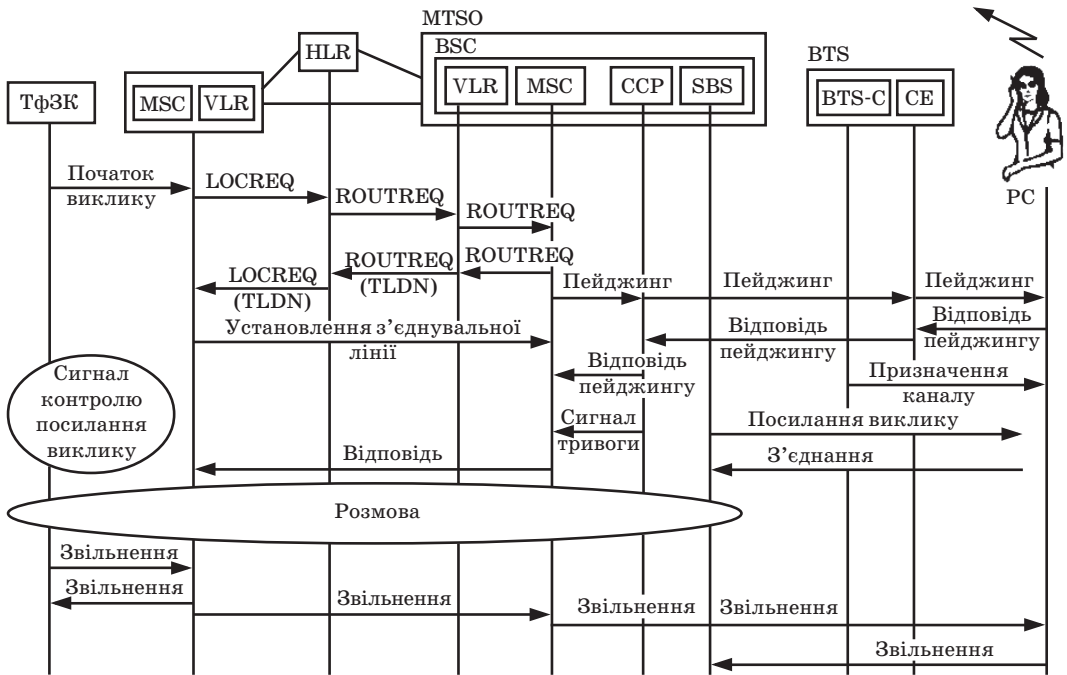 MTSO
HLR
BSC
BTS
ТфЗК
MSC
VLR
VLR
MSC
CCP
SBS
BTS-C
CE
РС
Початок
виклику
LOCREQ
ROUTREQ
ROUTREQ
ROUTREQ
ROUTREQ
(TLDN)
LOCREQ
(TLDN)
Пейджинг
Пейджинг
Пейджинг
Установлення з’єднувальної
лінії
Відповідь
пейджингу
Відповідь
пейджингу
Відповідь
пейджингу
Сигнал
контролю
посилання
виклику
Призначення
каналу
Сигнал
тривоги
Посилання виклику
Відповідь
З’єднання
Розмова
Звільнення
Звільнення
Звільнення
Звільнення
Звільнення
Звільнення